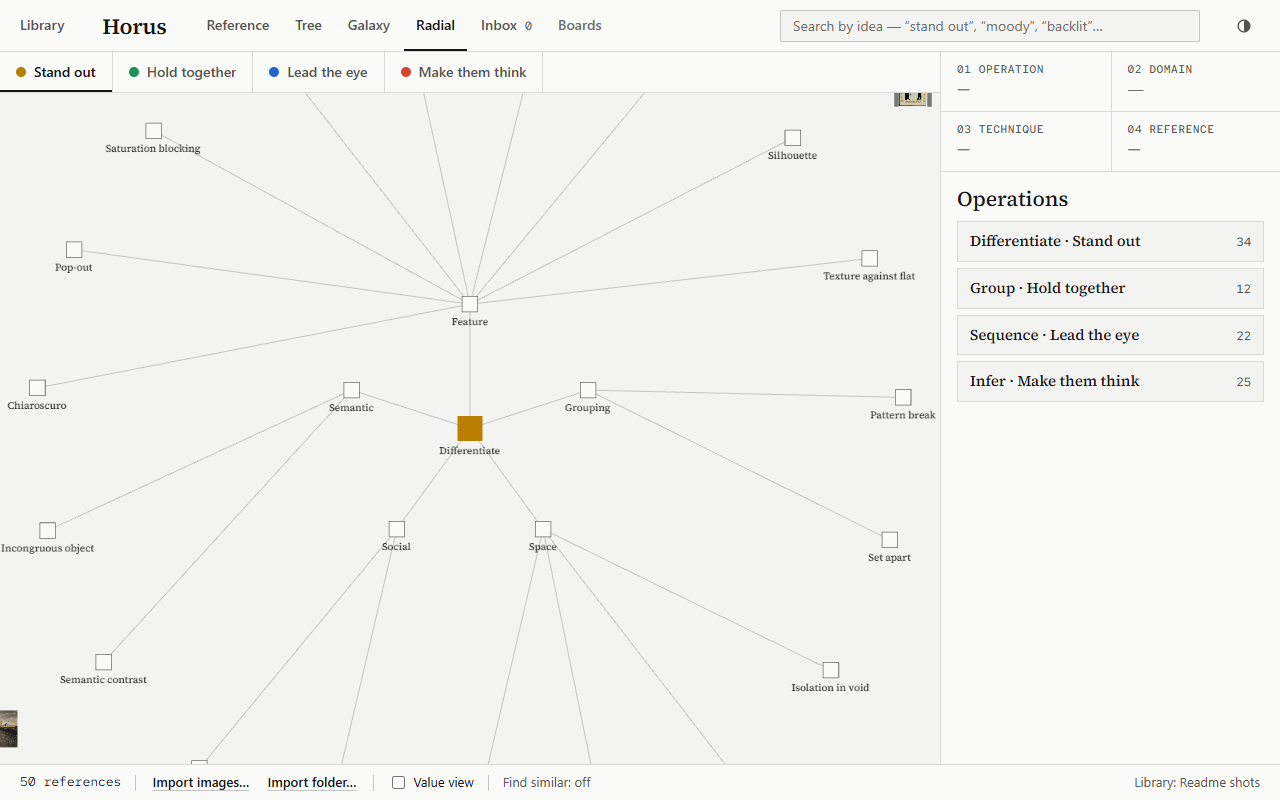 Library
Horus
Reference
Tree
Galaxy
Radial
Inbox 0
Boards
Search by idea — “stand out”, “moody”, “backlit”…
Stand out
Hold together
Lead the eye
Make them think
01 OPERATION
—
02 DOMAIN
—
03 TECHNIQUE
—
04 REFERENCE
—
Operations
Differentiate · Stand out 34
Group · Hold together 12
Sequence · Lead the eye 22
Infer · Make them think 25
Saturation blocking
Silhouette
Pop-out
Texture against flat
Feature
Chiaroscuro
Semantic
Grouping
Pattern break
Differentiate
Incongruous object
Social
Space
Set apart
Semantic contrast
Isolation in void
50 references
Import images…
Import folder…
Value view
Find similar: off
Library: Readme shots